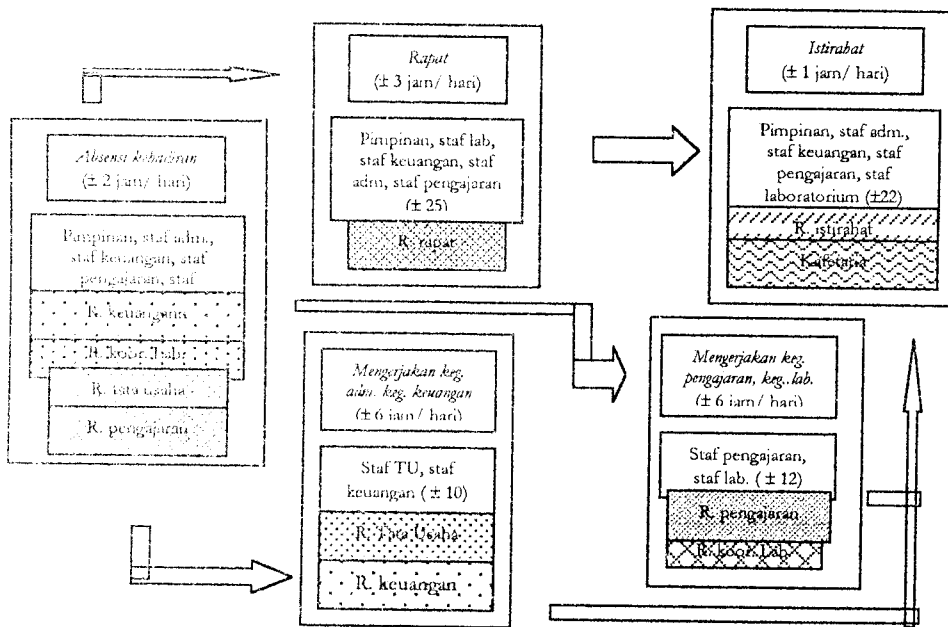 Absensi kehadiran
(± 2 jam/ hari)
Pimpinan, staf adm.,
staf keuangan, staf
pengajaran, staf
R. keuangann
R. kobr. Lab.
R. tata usaha
R. pengajaran
Rapat
(± 3 jam/ hari)
Pimpinan, staf lab,
staf keuangan, staf
adm, staf pengajaran
(± 25)
R. rapat
Istirahat
(± 1 jam/ hari)
Pimpinan, staf adm.,
staf keuangan, staf
pengajaran, staf
laboratorium (±22)
R. istirahat
Kafetaria
Mengerjakan keg.
adm. keg. keuangan
(± 6 jam/ hari)
Staf TU, staf
keuangan (± 10)
R. Tata Usaha
R. keuangan
Mengerjakan keg.
pengajaran, keg..lab.
(± 6 jam/ hari)
Staf pengajaran,
staf lab. ( ± 12)
R. pengajaran
R. koor. Lab